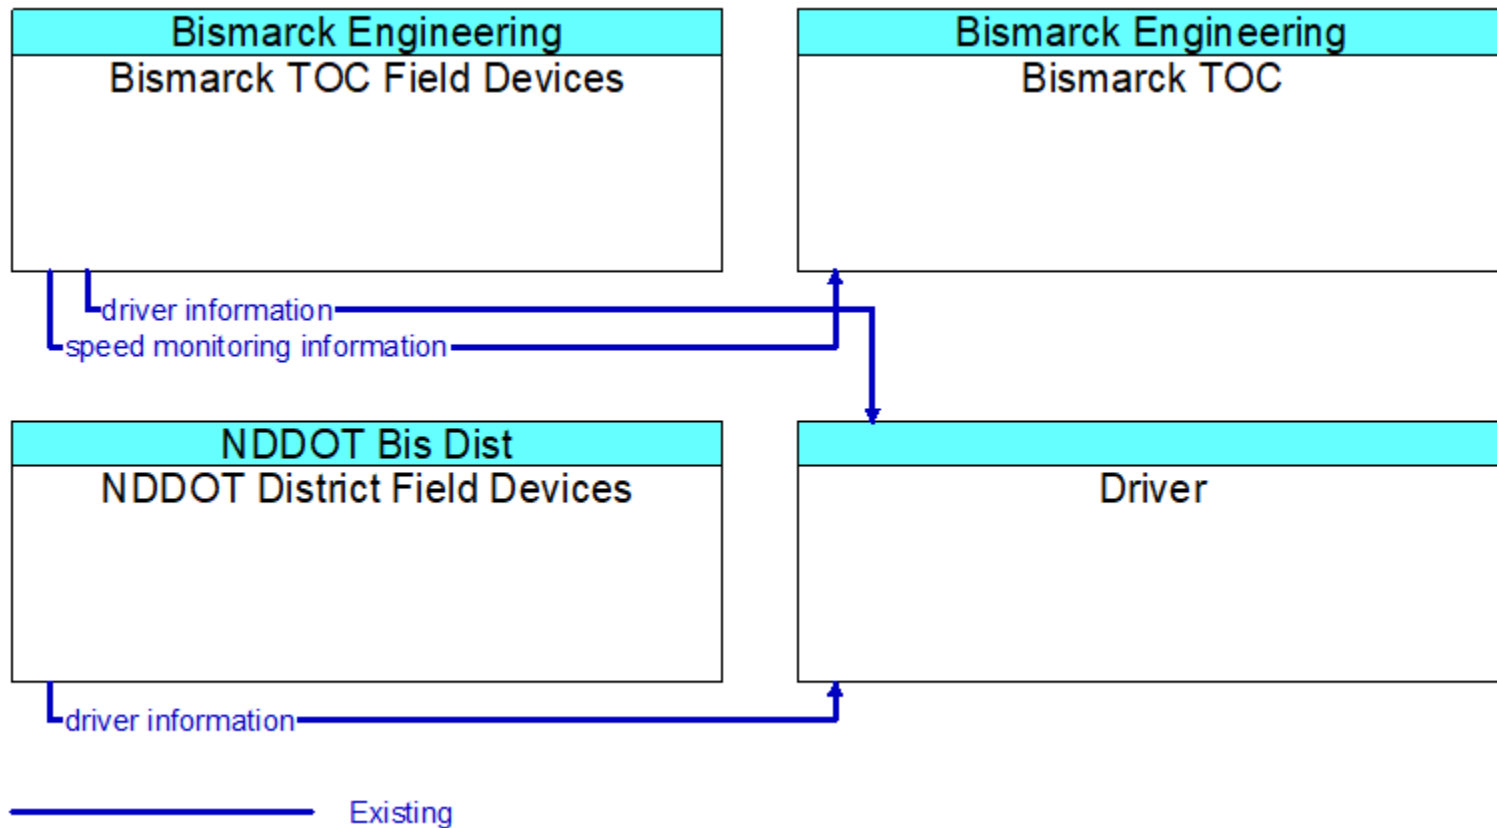 Bismarck Engineering
Bismarck TOC Field Devices
Bismarck Engineering
Bismarck TOC
driver information
speed monitoring information
NDDOT Bis Dist
NDDOT District Field Devices
Driver
driver information
Existing